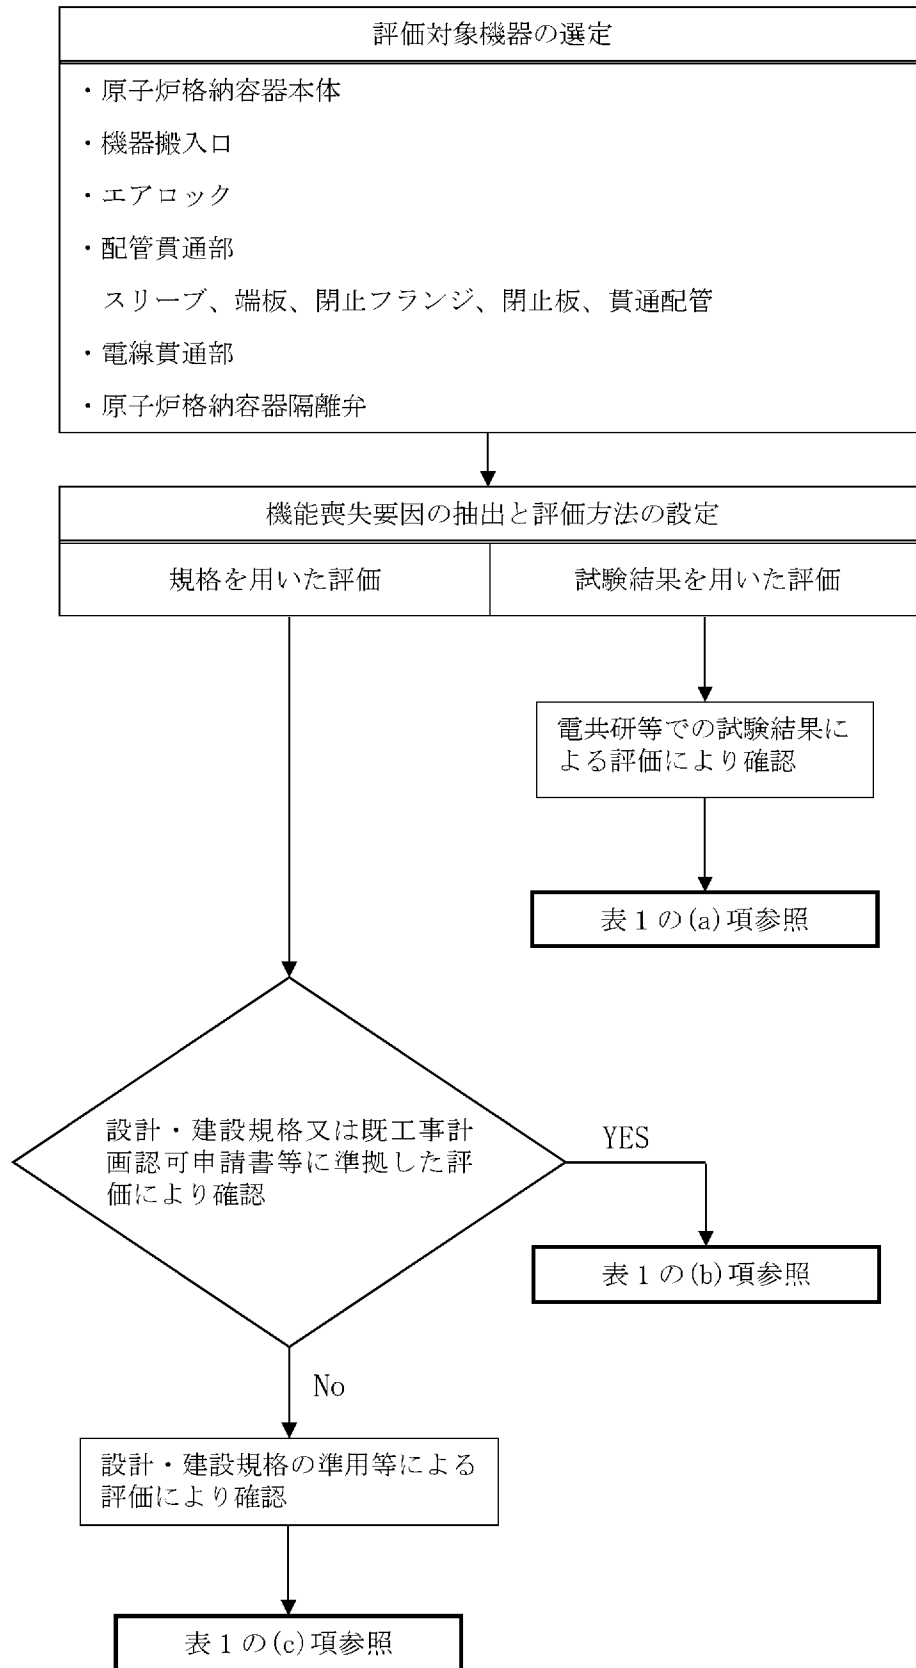 評価対象機器の選定
・原子炉格納容器本体
・機器搬入口
・エアロック
・配管貫通部
スリーブ、端板、閉止フランジ、閉止板、貫通配管
・電線貫通部
・原子炉格納容器隔離弁
機能喪失要因の抽出と評価方法の設定
規格を用いた評価
試験結果を用いた評価
電共研等での試験結果に
よる評価により確認
表1の(a)項参照
設計・建設規格又は既工事計
画認可申請書等に準拠した評
価により確認
YES
表1の(b)項参照
No
設計・建設規格の準用等による
評価により確認
表1の(c)項参照